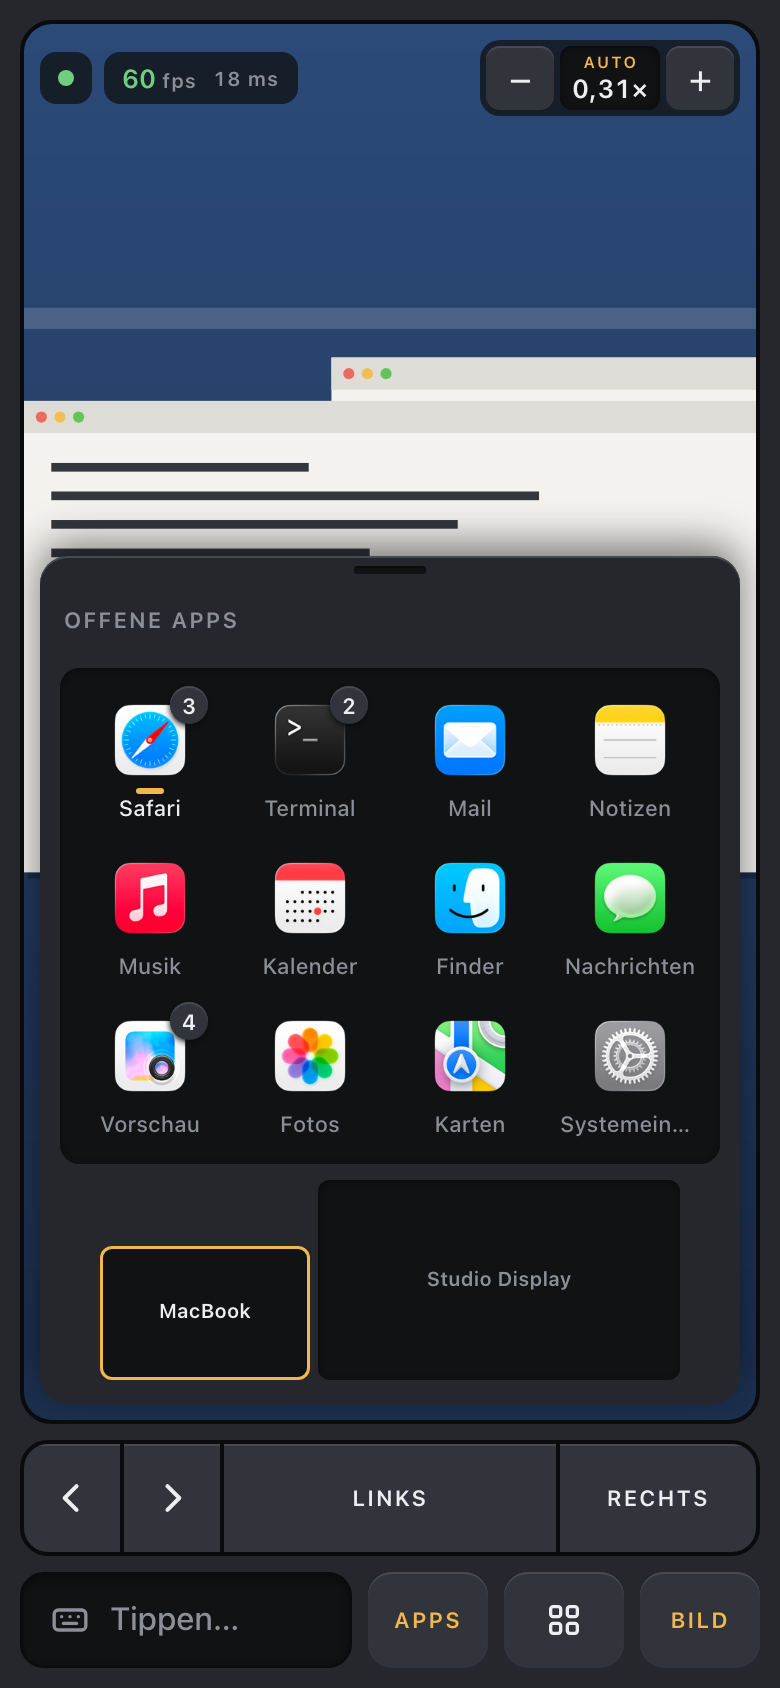 60 fps 18 ms
AUTO
0,31×
OFFENE APPS
3
2
>_
Safari
Terminal
Mail
Notizen
Musik
Kalender
Finder
Nachrichten
4
Vorschau
Fotos
Karten
Systemein...
Studio Display
MacBook
LINKS
RECHTS
Tippen...
APPS
BILD